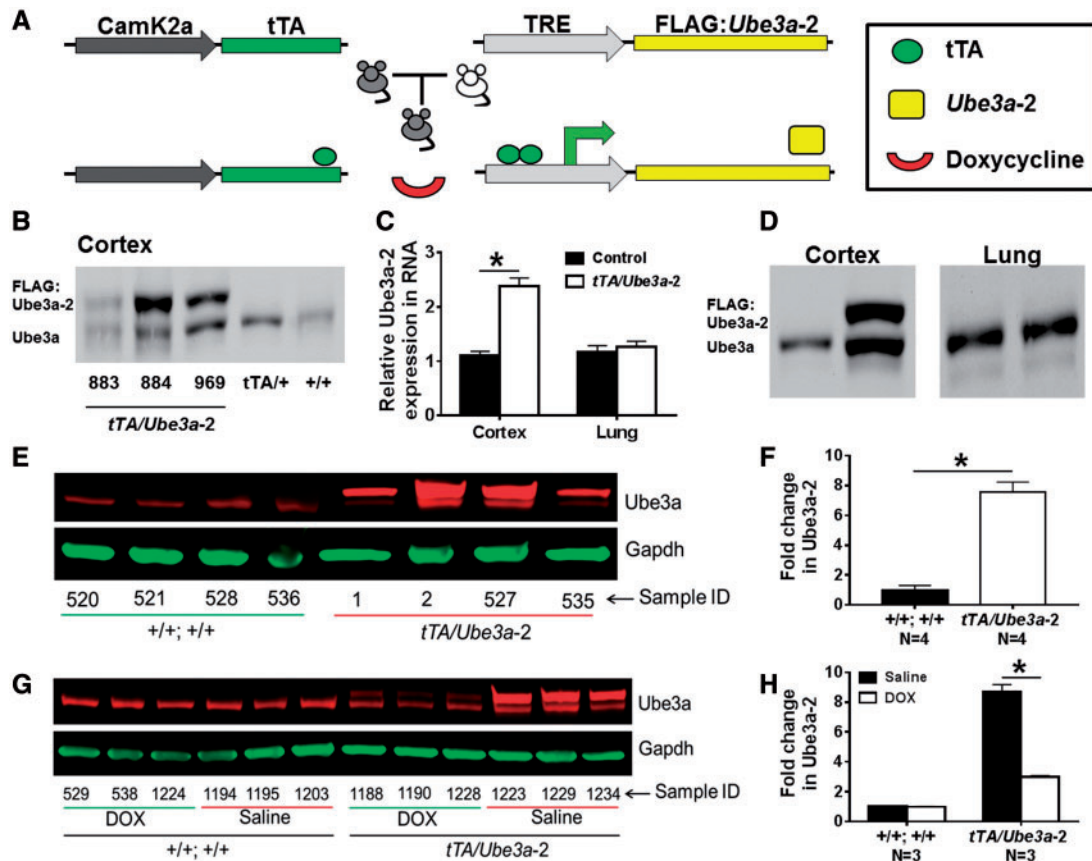 A
CamK2a tTA
TRE FLAG:Ube3a-2
tTA
Ube3a-2
Doxycycline
B
Cortex
FLAG:
Ube3a-2
Ube3a
883 884 969 tTA/+ +/+
tTA/Ube3a-2
C
Relative Ube3a-2
expression in RNA
3
2
1
0
*
Control
tTA/Ube3a-2
Cortex Lung
D
Cortex Lung
FLAG:
Ube3a-2
Ube3a
E
Ube3a
Gapdh
520 521 528 536 1 2 527 535 ← Sample ID
+/+; +/+ tTA/Ube3a-2
F
Fold change
in Ube3a-2
10
8
6
4
2
0
*
+/+; +/+ tTA/Ube3a-2
N=4 N=4
G
Ube3a
Gapdh
529 538 1224 1194 1195 1203 1188 1190 1228 1223 1229 1234 ← Sample ID
DOX Saline DOX Saline
+/+; +/+ tTA/Ube3a-2
H
Fold change
in Ube3a-2
10
8
6
4
2
0
Saline
DOX
*
+/+; +/+ tTA/Ube3a-2
N=3 N=3